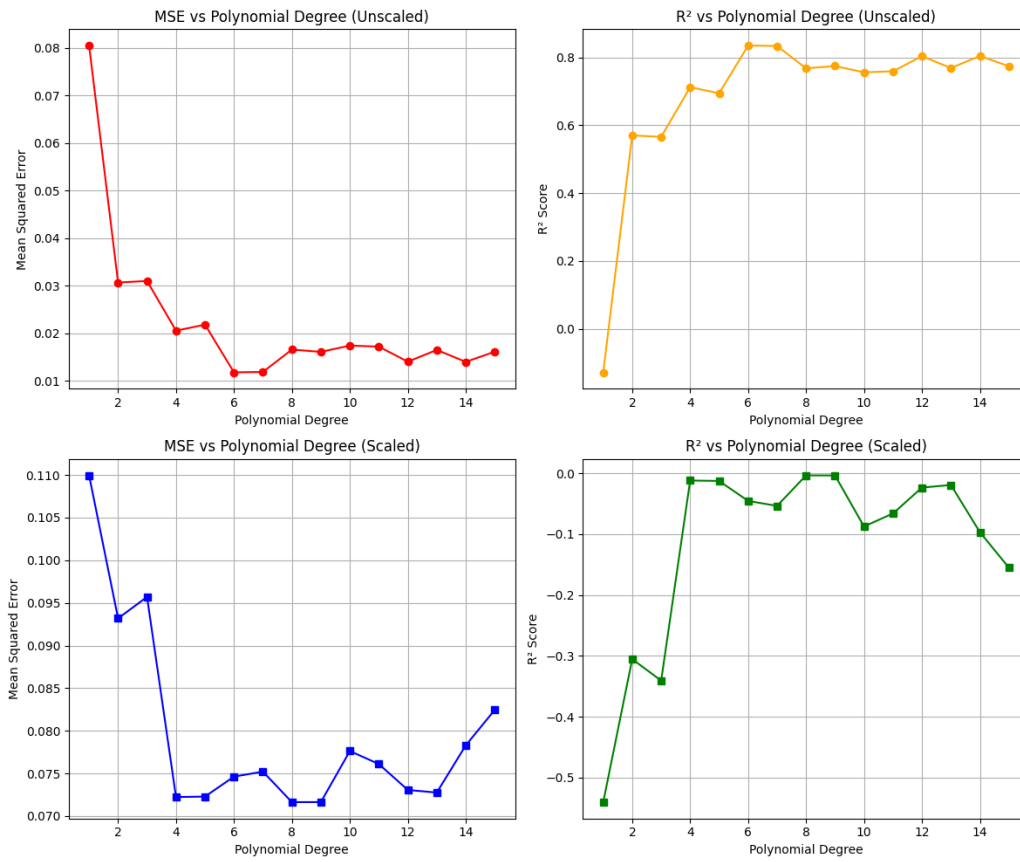 MSE vs Polynomial Degree (Unscaled)
0.08
0.07
0.06
0.05
0.04
0.03
0.02
0.01
Mean Squared Error
2 4 6 8 10 12 14
Polynomial Degree
R² vs Polynomial Degree (Unscaled)
0.8
0.6
0.4
0.2
0.0
R² Score
2 4 6 8 10 12 14
Polynomial Degree
MSE vs Polynomial Degree (Scaled)
0.110
0.105
0.100
0.095
0.090
0.085
0.080
0.075
0.070
Mean Squared Error
2 4 6 8 10 12 14
Polynomial Degree
R² vs Polynomial Degree (Scaled)
0.0
−0.1
−0.2
−0.3
−0.4
−0.5
R² Score
2 4 6 8 10 12 14
Polynomial Degree